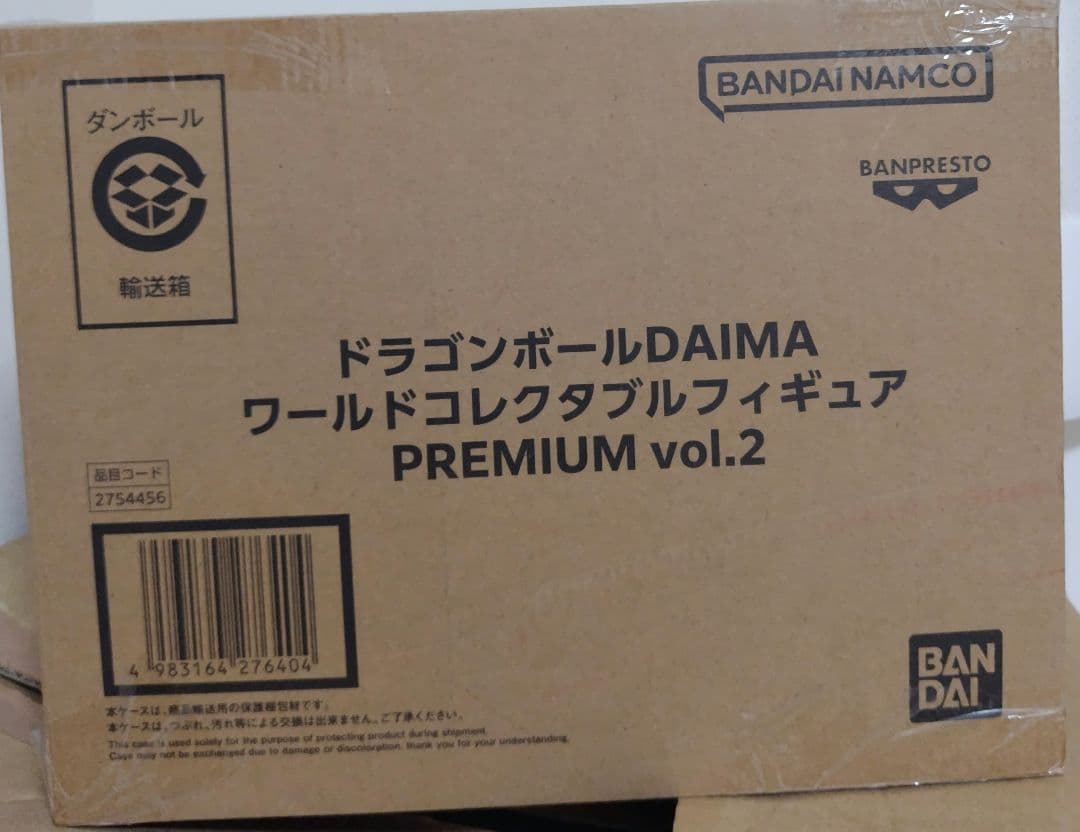 ダンボール
輸送箱
BANDAI NAMCO
BANPRESTO
ドラゴンボールDAIMA
ワールドコレクタブルフィギュア
PREMIUM vol.2
品目コード
2754456
4 983164 276404
本ケースは、商品輸送用の保護梱包材です。
本ケースは、つぶれ、汚れ等による交換は出来ません。ご了承ください。
This case is used solely for the purpose of protecting product during shipment.
Case may not be exchanged due to damage or discoloration. thank you for your understanding.
BAN
DAI